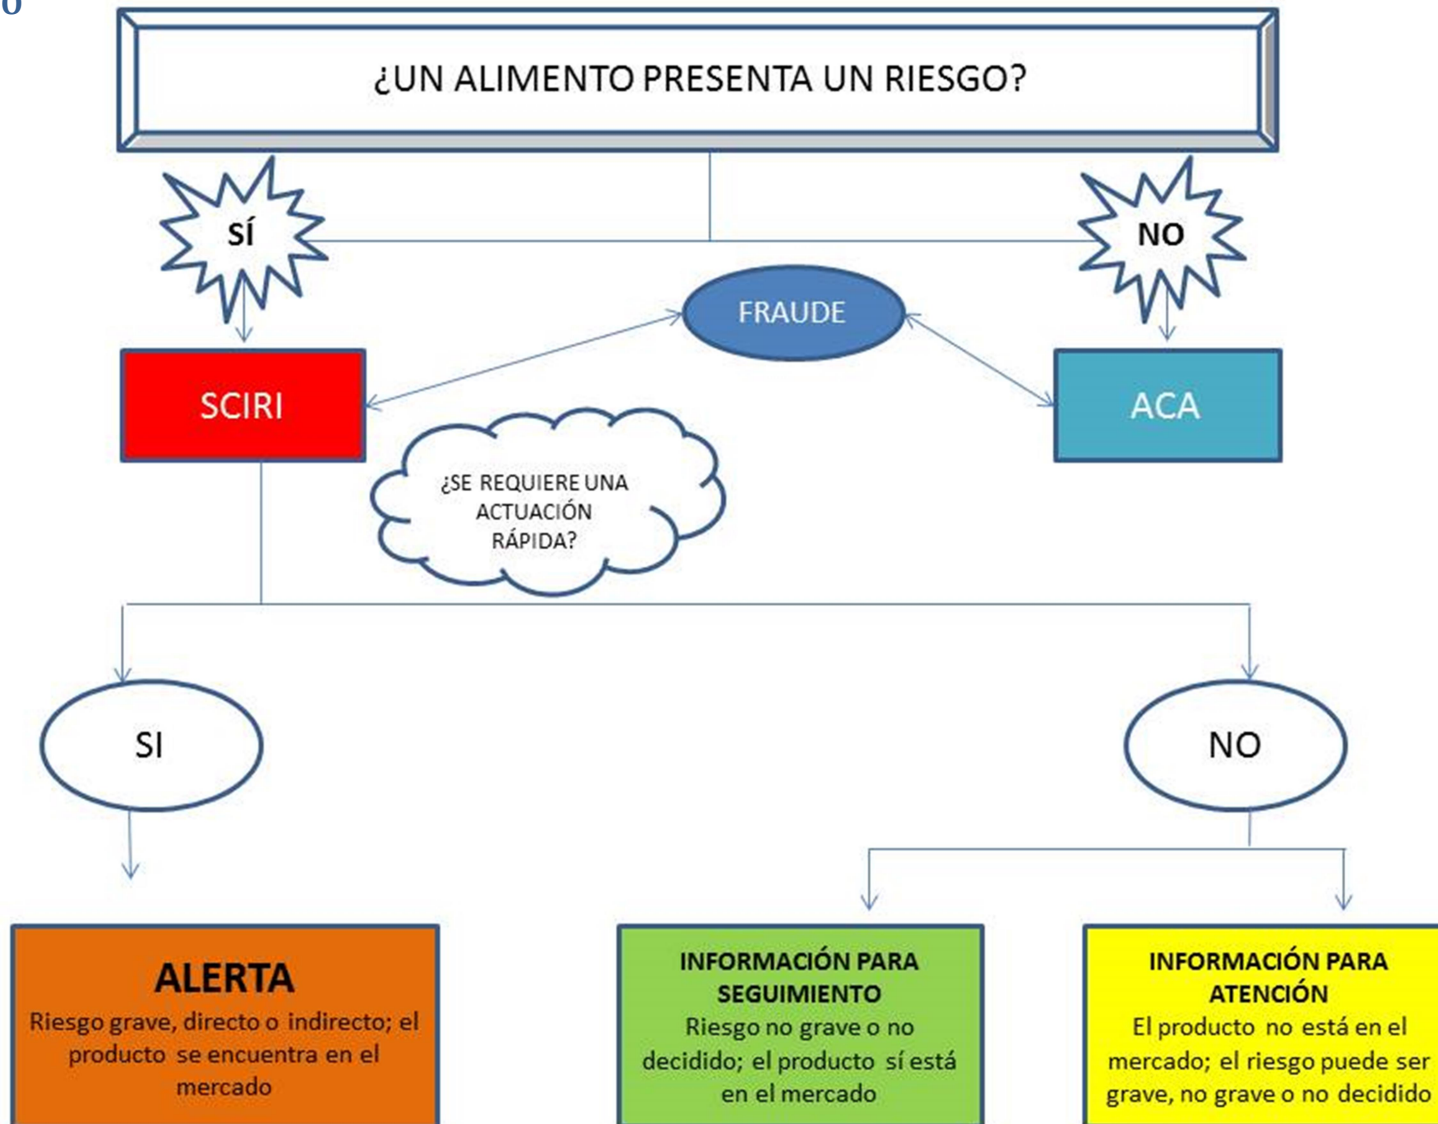 o
¿UN ALIMENTO PRESENTA UN RIESGO?
SÍ
NO
FRAUDE
SCIRI
ACA
¿SE REQUIERE UNA
ACTUACIÓN
RÁPIDA?
SI
NO
ALERTA
Riesgo grave, directo o indirecto; el
producto se encuentra en el
mercado
INFORMACIÓN PARA
SEGUIMIENTO
Riesgo no grave o no
decidido; el producto sí está
en el mercado
INFORMACIÓN PARA
ATENCIÓN
El producto no está en el
mercado; el riesgo puede ser
grave, no grave o no decidido